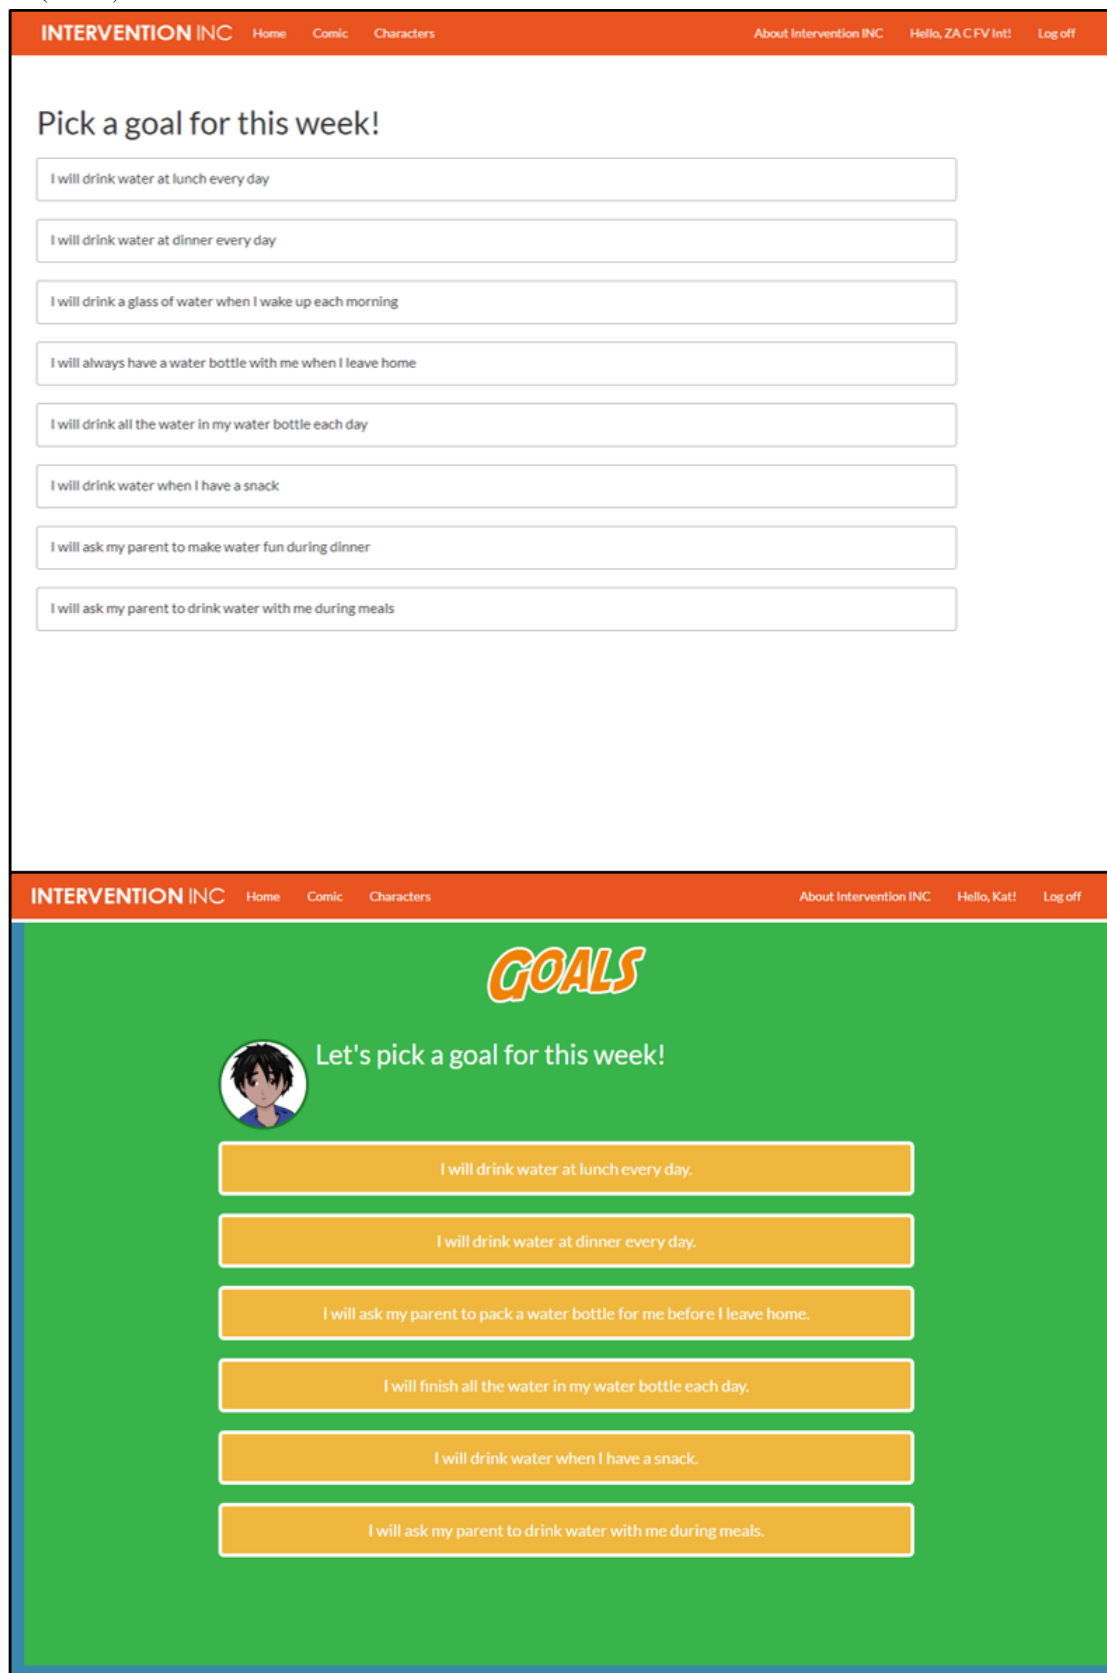 INTERVENTION INC Home Comic Characters About Intervention INC Hello, ZA C FV Int! Log off
Pick a goal for this week!
I will drink water at lunch every day
I will drink water at dinner every day
I will drink a glass of water when I wake up each morning
I will always have a water bottle with me when I leave home
I will drink all the water in my water bottle each day
I will drink water when I have a snack
I will ask my parent to make water fun during dinner
I will ask my parent to drink water with me during meals
INTERVENTION INC Home Comic Characters About Intervention INC Hello, Kat! Log off
GOALS
Let's pick a goal for this week!
I will drink water at lunch every day.
I will drink water at dinner every day.
I will ask my parent to pack a water bottle for me before I leave home.
I will finish all the water in my water bottle each day.
I will drink water when I have a snack.
I will ask my parent to drink water with me during meals.